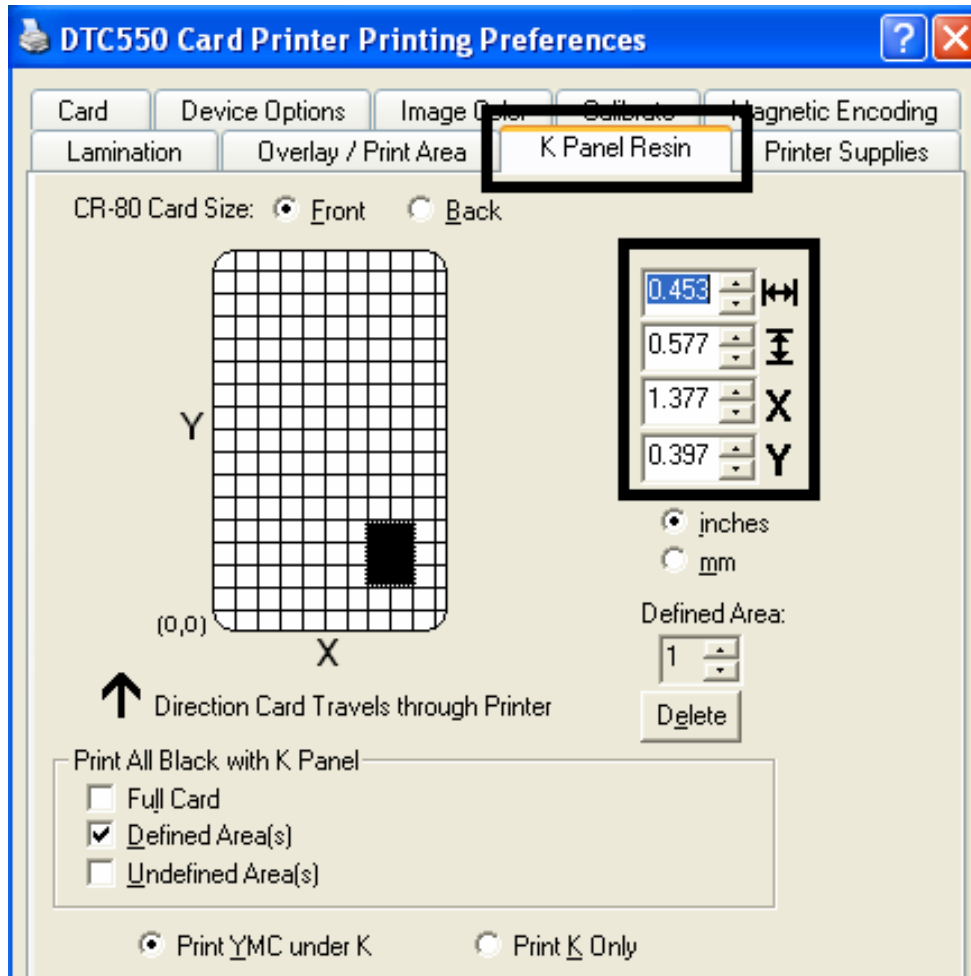 DTC550 Card Printer Printing Preferences
Card Device Options Image Color Calibrate Magnetic Encoding
Lamination Overlay / Print Area K Panel Resin Printer Supplies
CR-80 Card Size: Front Back
0.453
0.577
1.377 X
Y 0.397 Y
inches
mm
(0,0)
X
Defined Area:
1
Direction Card Travels through Printer
Delete
Print All Black with K Panel
Full Card
Defined Area(s)
Undefined Area(s)
Print YMC under K Print K Only